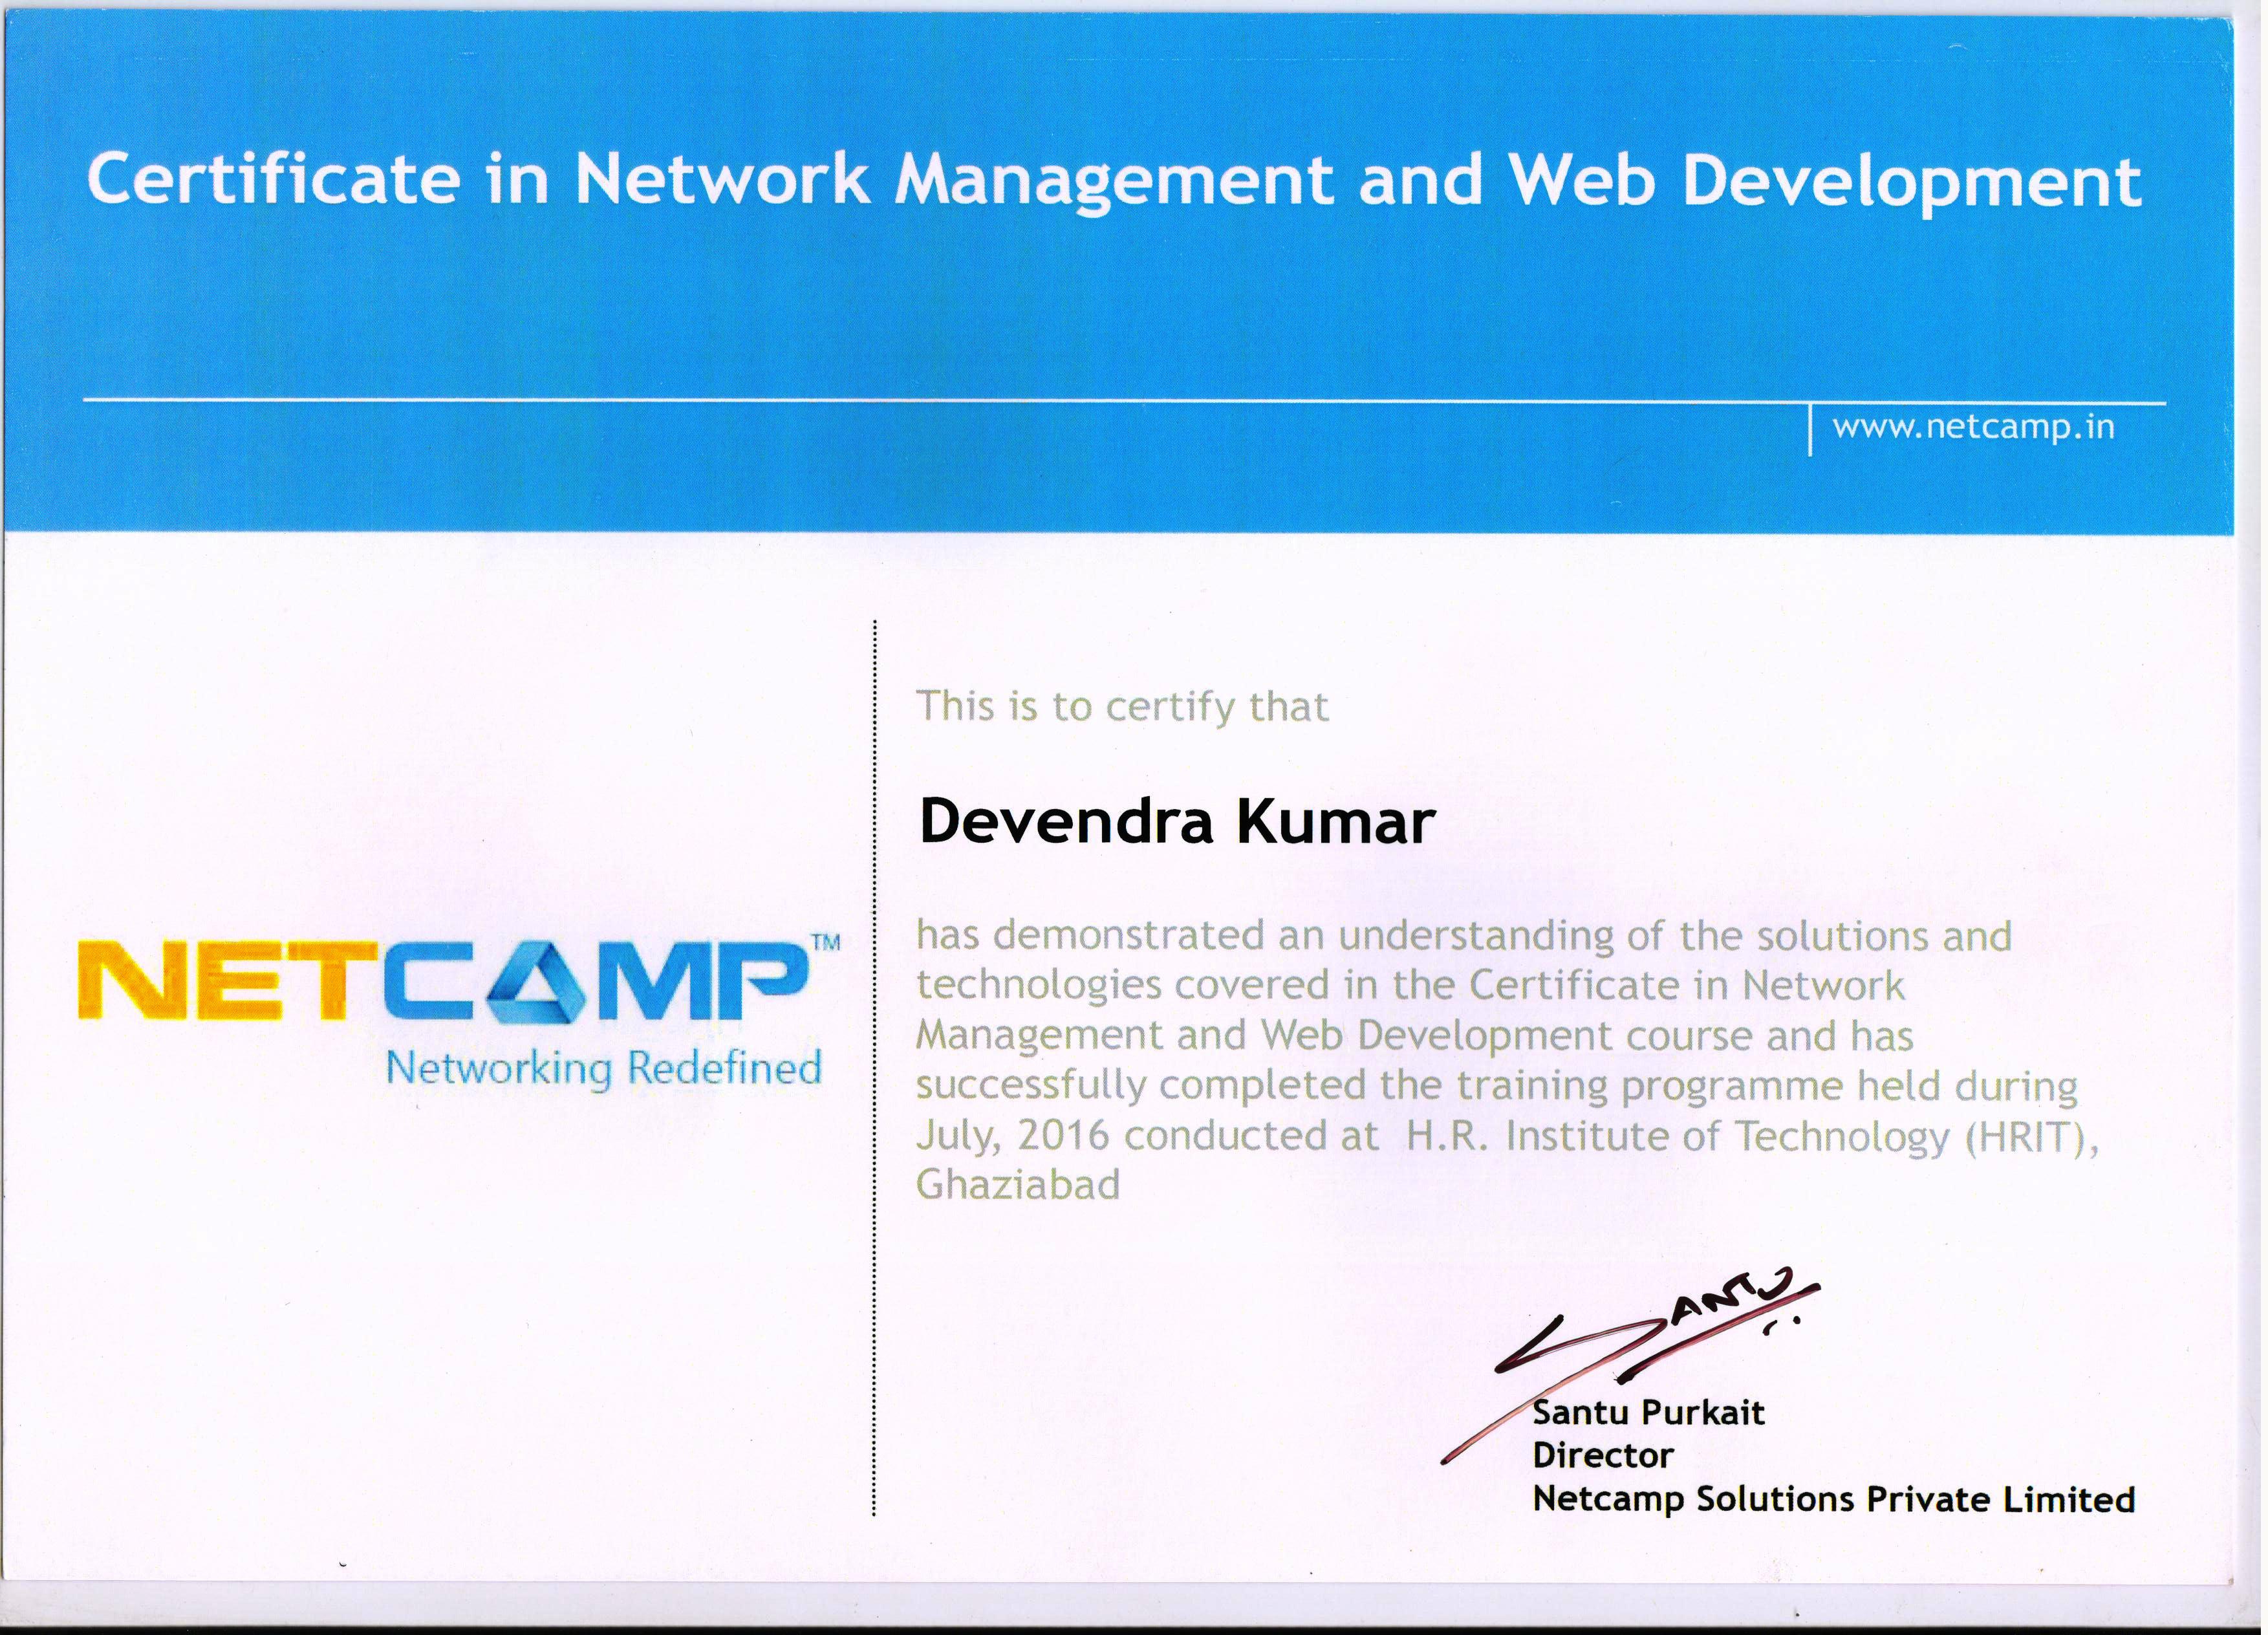 Certificate in Network Management and Web Development
www.netcamp.in
This is to certify that
Devendra Kumar
NETCAMP™
Networking Redefined
has demonstrated an understanding of the solutions and
technologies covered in the Certificate in Network
Management and Web Development course and has
successfully completed the training programme held during
July, 2016 conducted at H.R. Institute of Technology (HRIT),
Ghaziabad
SANTU
Santu Purkait
Director
Netcamp Solutions Private Limited